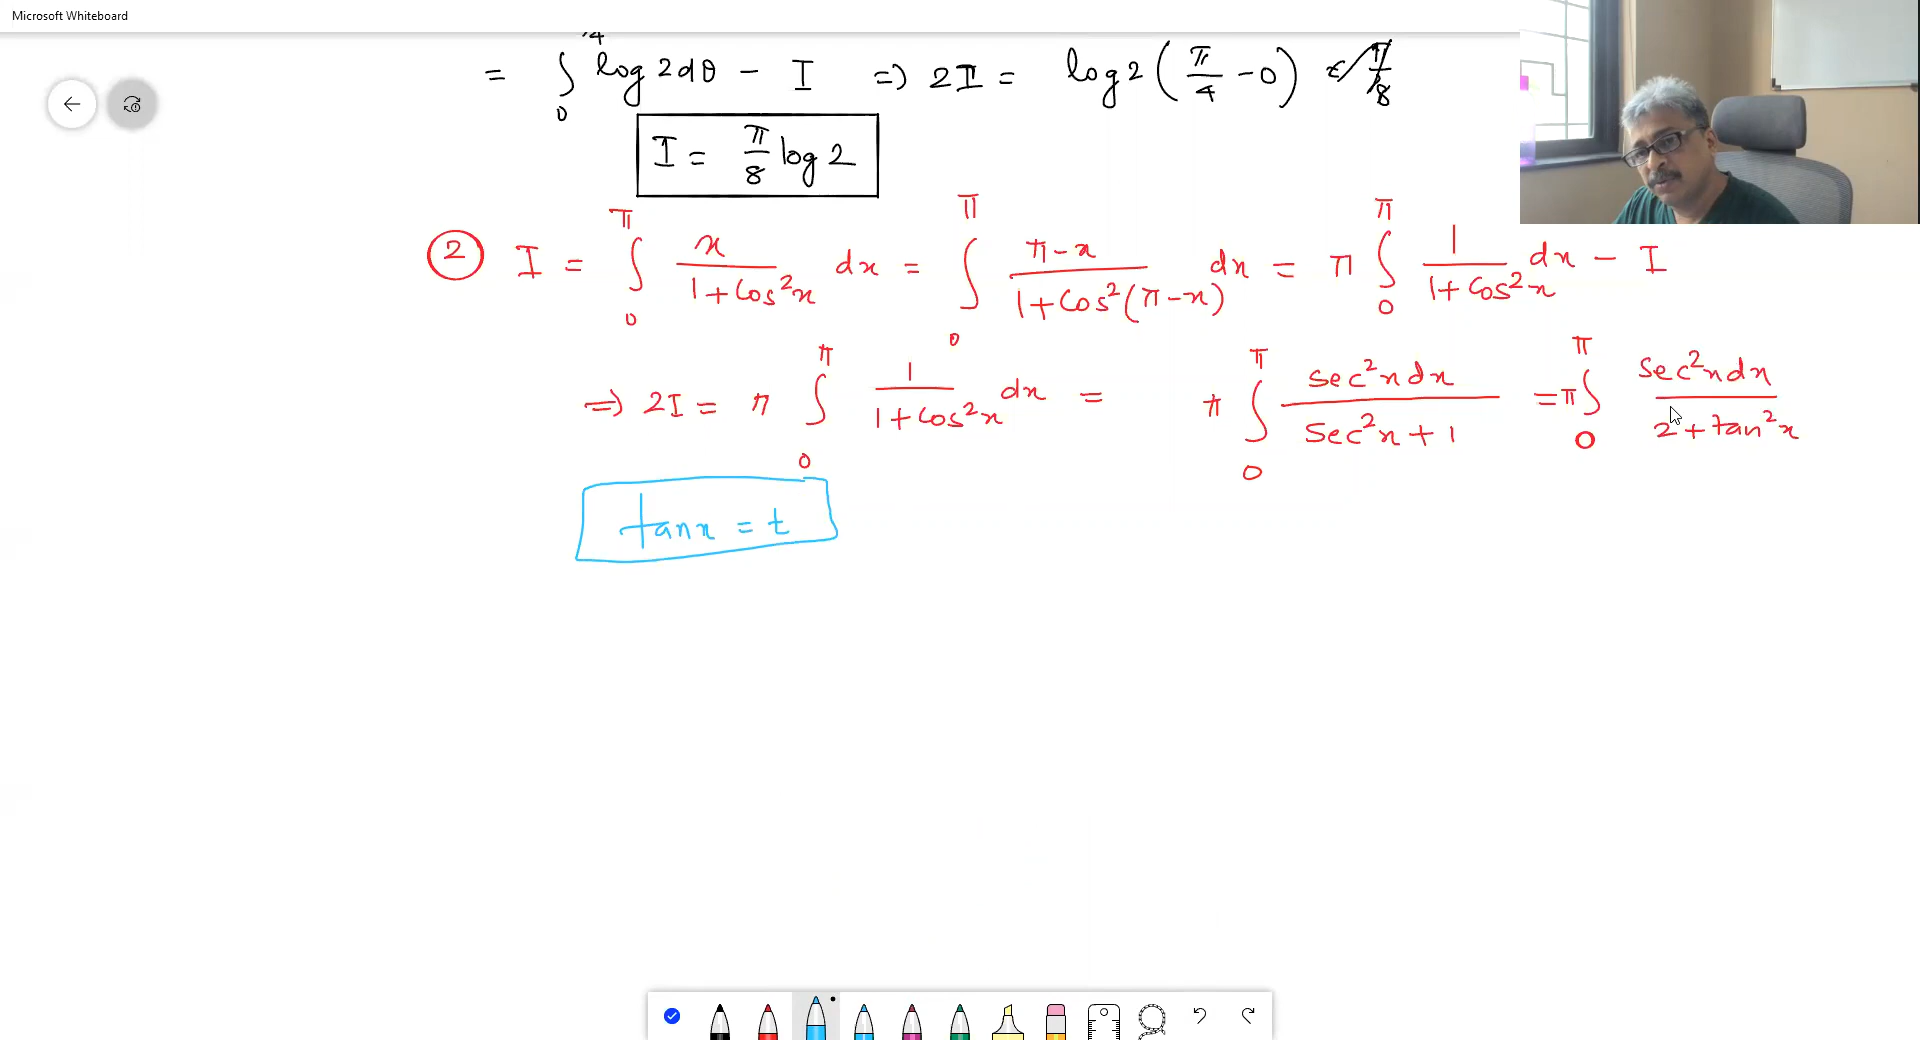 Microsoft Whiteboard
= ∫₀^{π/4} log 2 dθ − I ⇒ 2I = log 2 (π/4 − 0)
I = π/8 log 2
② I = ∫₀^π x/(1+Cos²x) dx = ∫₀^π (π−x)/(1+Cos²(π−x)) dx = π ∫₀^π 1/(1+Cos²x) dx − I
⇒ 2I = π ∫₀^π 1/(1+Cos²x) dx = π ∫₀^π sec²x dx/(sec²x + 1) = π ∫₀^π sec²x dx/(2 + tan²x)
tan x = t